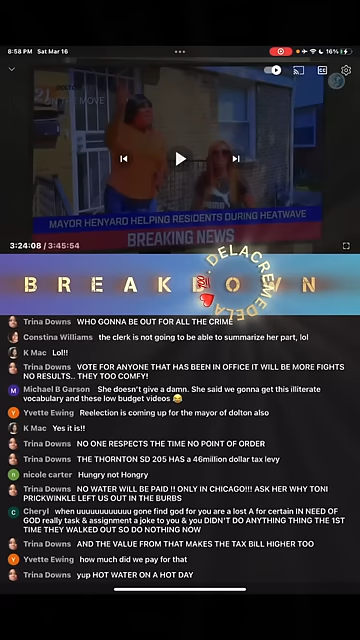 8:58 PM Sat Mar 16
16%
CC
ON THE MOVE
MAYOR HENYARD HELPING RESIDENTS DURING HEATWAVE
BREAKING NEWS
3:24:08 / 3:45:54
BREAKDOWN
DELACREMEDELA
Trina Downs WHO GONNA BE OUT FOR ALL THE CRIME
Constina Williams the clerk is not going to be able to summarize her part, lol
K Mac Lol!!
Trina Downs VOTE FOR ANYONE THAT HAS BEEN IN OFFICE IT WILL BE MORE FIGHTS
NO RESULTS.. THEY TOO COMFY!
Michael B Garson She doesn't give a damn. She said we gonna get this illiterate
vocabulary and these low budget videos 😂
Yvette Ewing Reelection is coming up for the mayor of dolton also
K Mac Yes it is!!
Trina Downs NO ONE RESPECTS THE TIME NO POINT OF ORDER
Trina Downs THE THORNTON SD 205 HAS A 46million dollar tax levy
nicole carter Hungry not Hongry
Trina Downs NO WATER WILL BE PAID !! ONLY IN CHICAGO!!! ASK HER WHY TONI
PRICKWINKLE LEFT US OUT IN THE BURBS
Cheryl when uuuuuuuuuuu gone find god for you are a lost A for certain IN NEED OF
GOD really task & assignment a joke to u & you DIDN'T DO ANYTHING THING THE 1ST
TIME THEY WALKED OUT SO DO NOTHING NOW
Trina Downs AND THE VALUE FROM THAT MAKES THE TAX BILL HIGHER TOO
Yvette Ewing how much did we pay for that
Trina Downs yup HOT WATER ON A HOT DAY